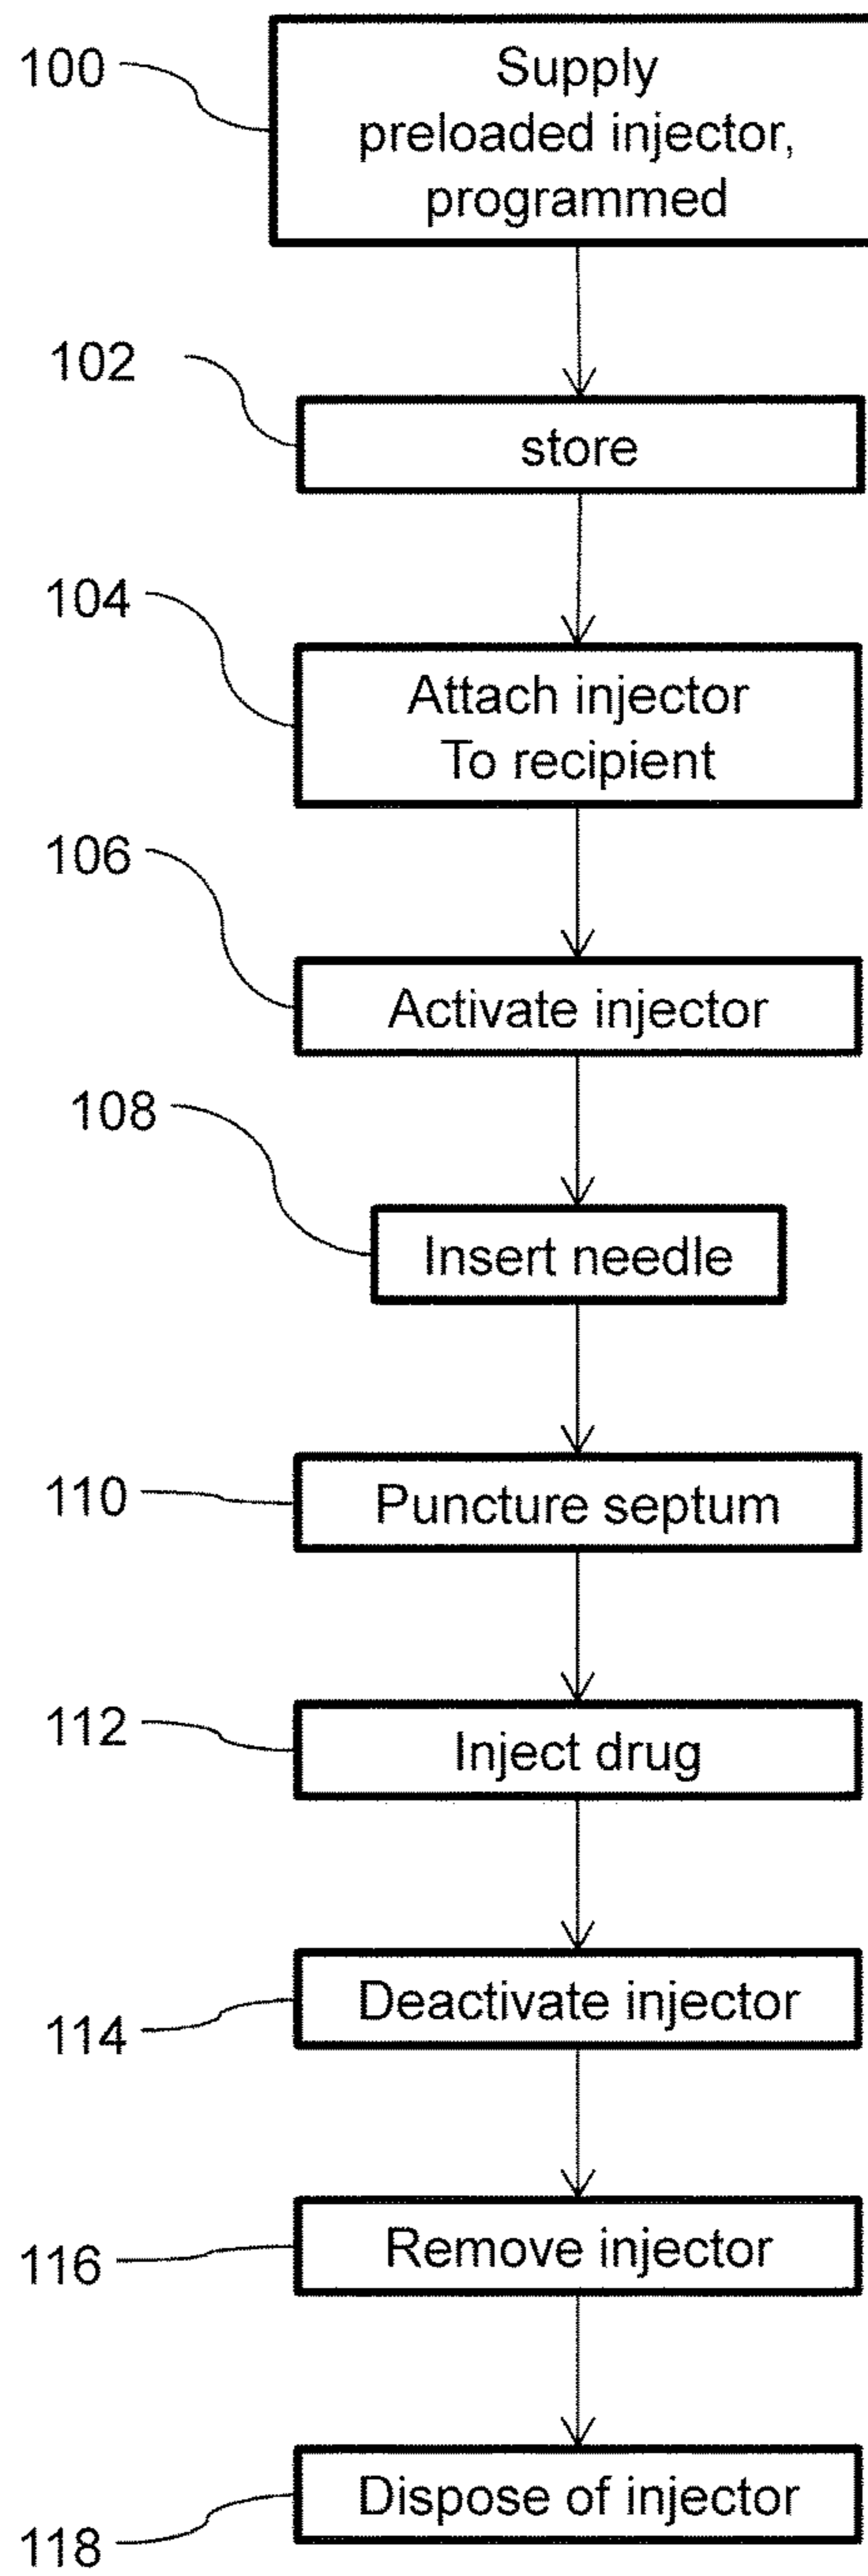 100
Supply
preloaded injector,
programmed
102
store
104
Attach injector
To recipient
106
Activate injector
108
Insert needle
110
Puncture septum
112
Inject drug
114
Deactivate injector
116
Remove injector
118
Dispose of injector